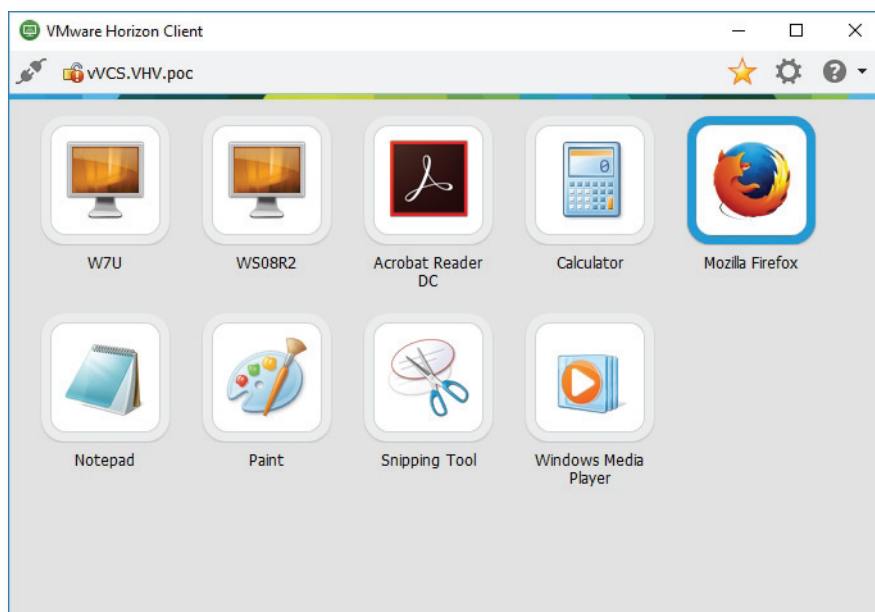 VMware Horizon Client
vVCS.VHV.poc
W7U
WS08R2
Acrobat Reader
DC
Calculator
Mozilla Firefox
Notepad
Paint
Snipping Tool
Windows Media
Player